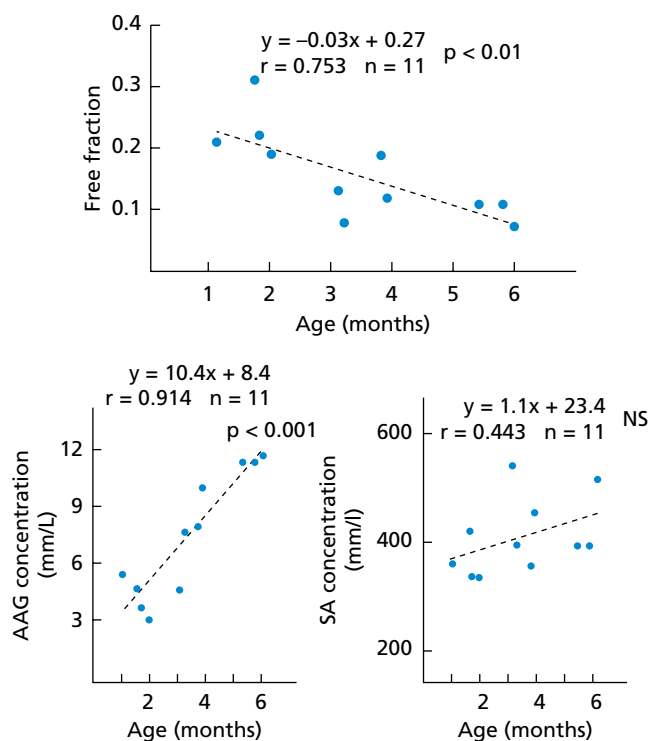 0.4
y = –0.03x + 0.27
r = 0.753 n = 11
p < 0.01
0.3
0.2
0.1
Free fraction
1 2 3 4 5 6
Age (months)
y = 10.4x + 8.4
r = 0.914 n = 11
p < 0.001
12
9
6
3
AAG concentration
(mm/L)
2 4 6
Age (months)
y = 1.1x + 23.4
r = 0.443 n = 11
NS
600
400
200
SA concentration
(mm/l)
2 4 6
Age (months)